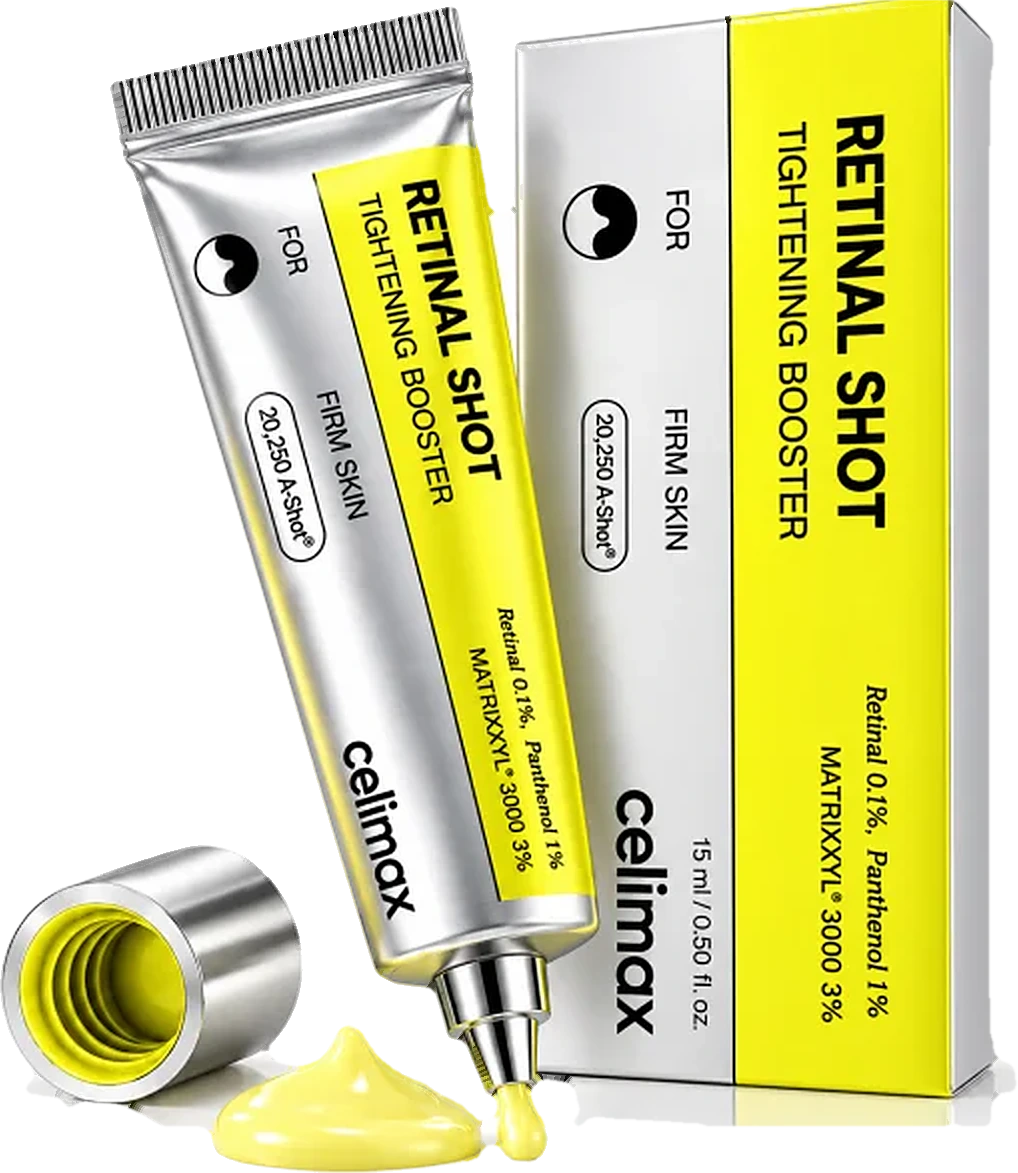 RETINAL SHOT
TIGHTENING BOOSTER
Retinal 0.1%, Panthenol 1%
MATRIXXYL® 3000 3%
FOR
FIRM SKIN
20,250 A-Shot®
celimax
RETINAL SHOT
TIGHTENING BOOSTER
Retinal 0.1%, Panthenol 1%
MATRIXXYL® 3000 3%
FOR
FIRM SKIN
15 ml / 0.50 fl. oz.
20,250 A-Shot®
celimax